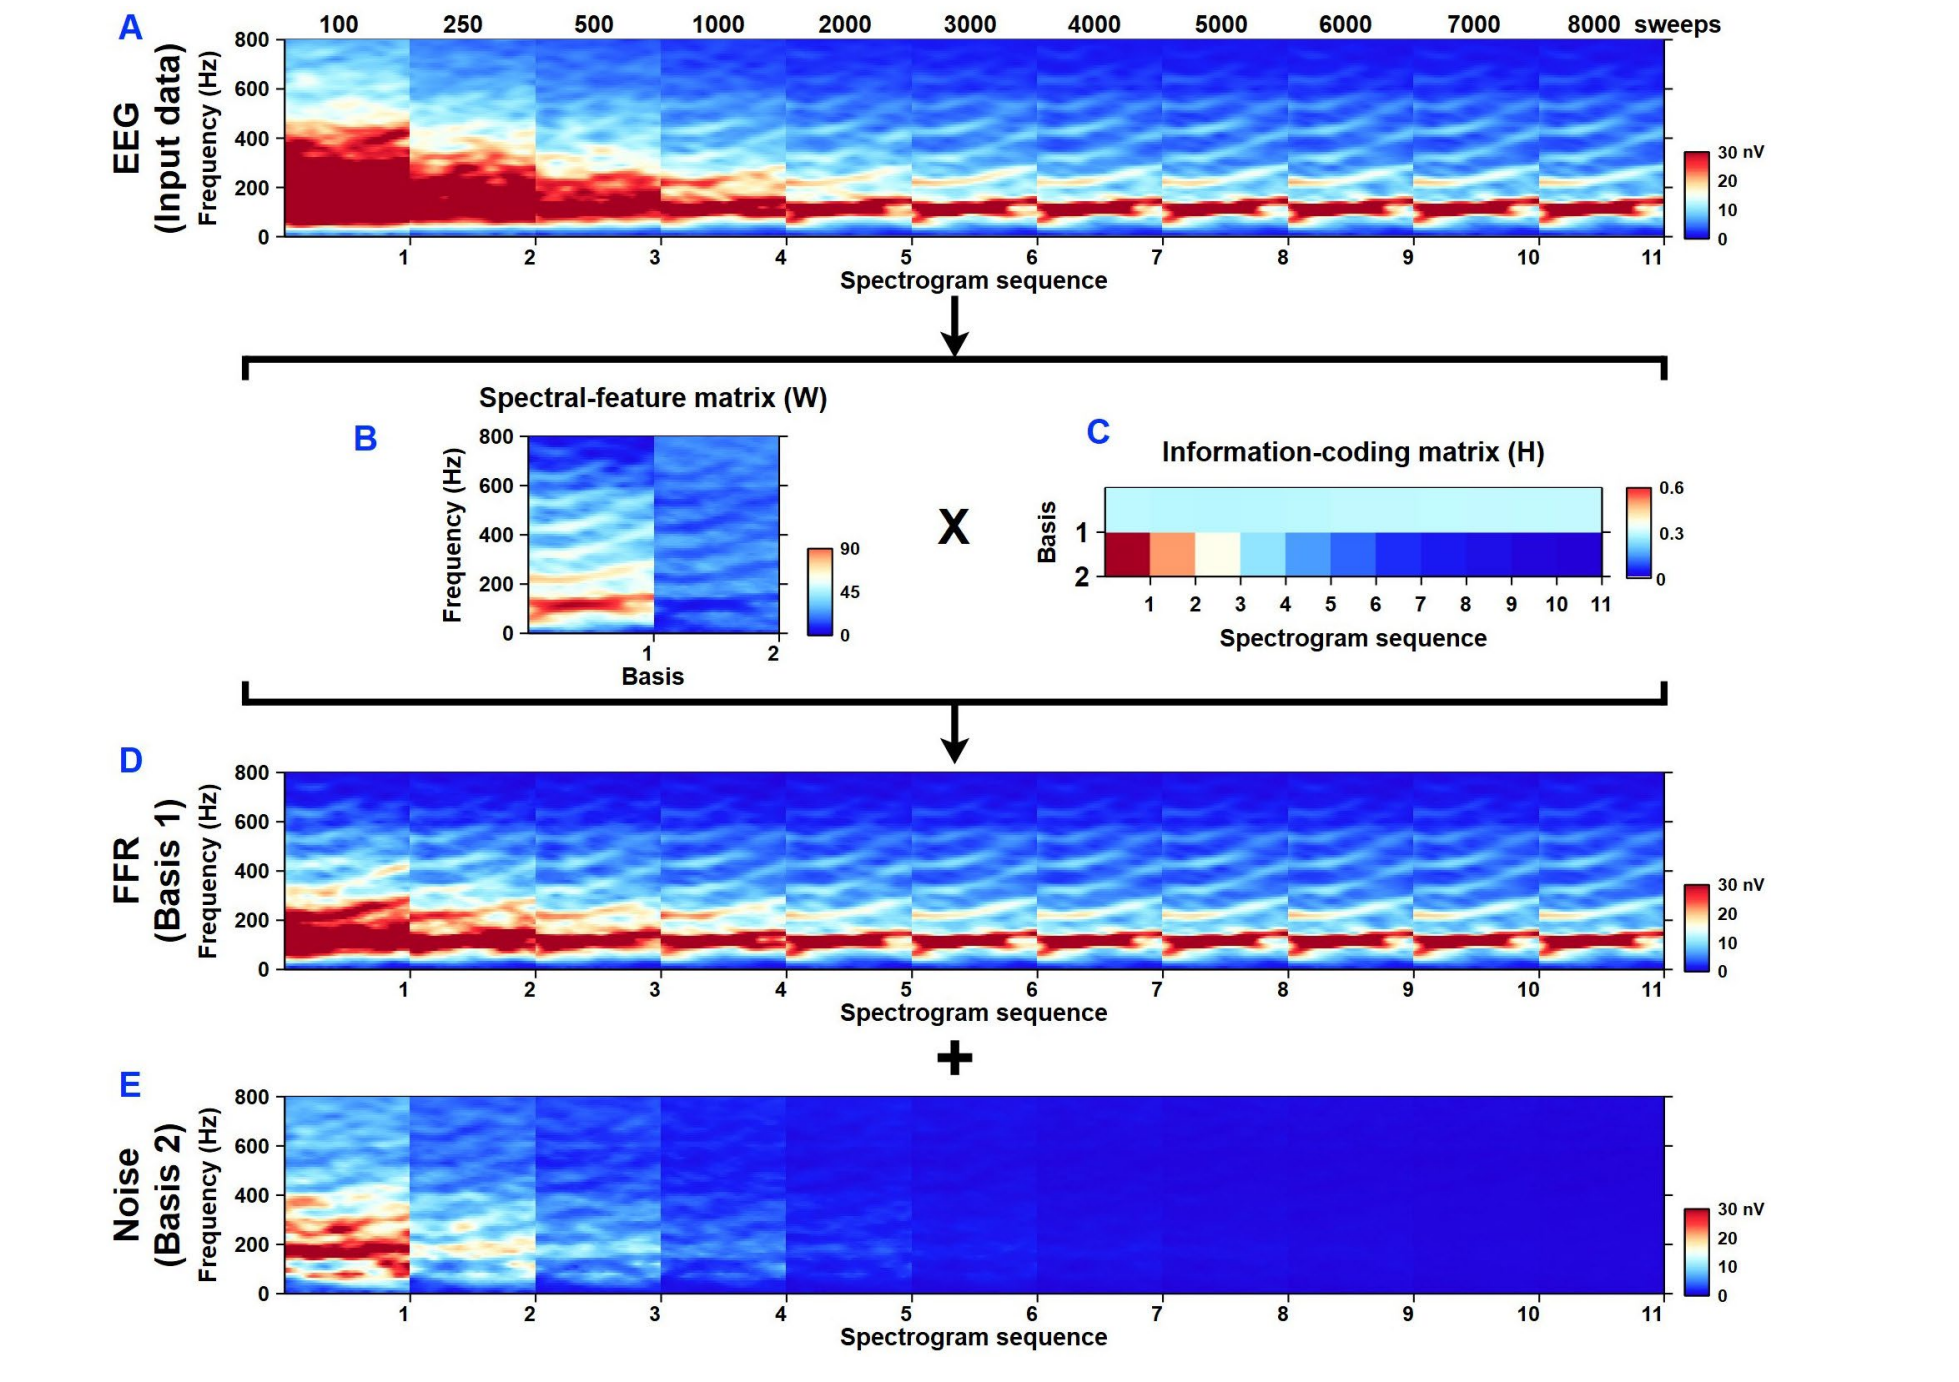 A
100 250 500 1000 2000 3000 4000 5000 6000 7000 8000 sweeps
EEG
(Input data)
Frequency (Hz)
800
600
400
200
0
1 2 3 4 5 6 7 8 9 10 11
Spectrogram sequence
30 nV
20
10
0
Spectral-feature matrix (W)
B
Frequency (Hz)
800
600
400
200
0
1 2
Basis
90
45
0
X
C
Information-coding matrix (H)
Basis
1
2
1 2 3 4 5 6 7 8 9 10 11
Spectrogram sequence
0.6
0.3
0
D
FFR
(Basis 1)
Frequency (Hz)
800
600
400
200
0
1 2 3 4 5 6 7 8 9 10 11
Spectrogram sequence
30 nV
20
10
0
+
E
Noise
(Basis 2)
Frequency (Hz)
800
600
400
200
0
1 2 3 4 5 6 7 8 9 10 11
Spectrogram sequence
30 nV
20
10
0